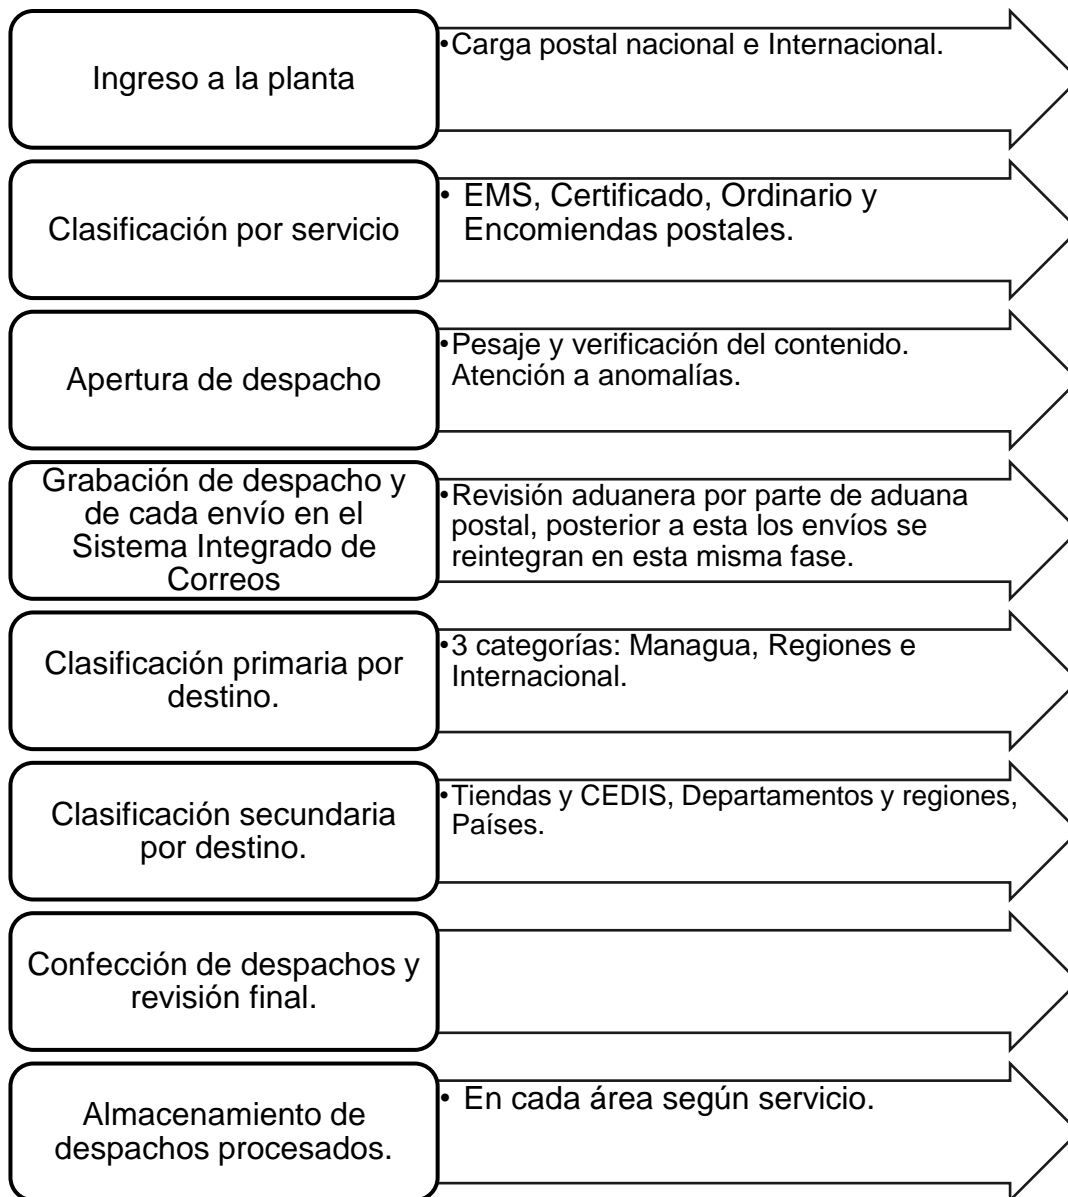 Ingreso a la planta
•Carga postal nacional e Internacional.
Clasificación por servicio
• EMS, Certificado, Ordinario y
Encomiendas postales.
Apertura de despacho
•Pesaje y verificación del contenido.
Atención a anomalías.
Grabación de despacho y
de cada envío en el
Sistema Integrado de
Correos
•Revisión aduanera por parte de aduana
postal, posterior a esta los envíos se
reintegran en esta misma fase.
Clasificación primaria por
destino.
•3 categorías: Managua, Regiones e
Internacional.
Clasificación secundaria
por destino.
•Tiendas y CEDIS, Departamentos y regiones,
Países.
Confección de despachos y
revisión final.
Almacenamiento de
despachos procesados.
• En cada área según servicio.